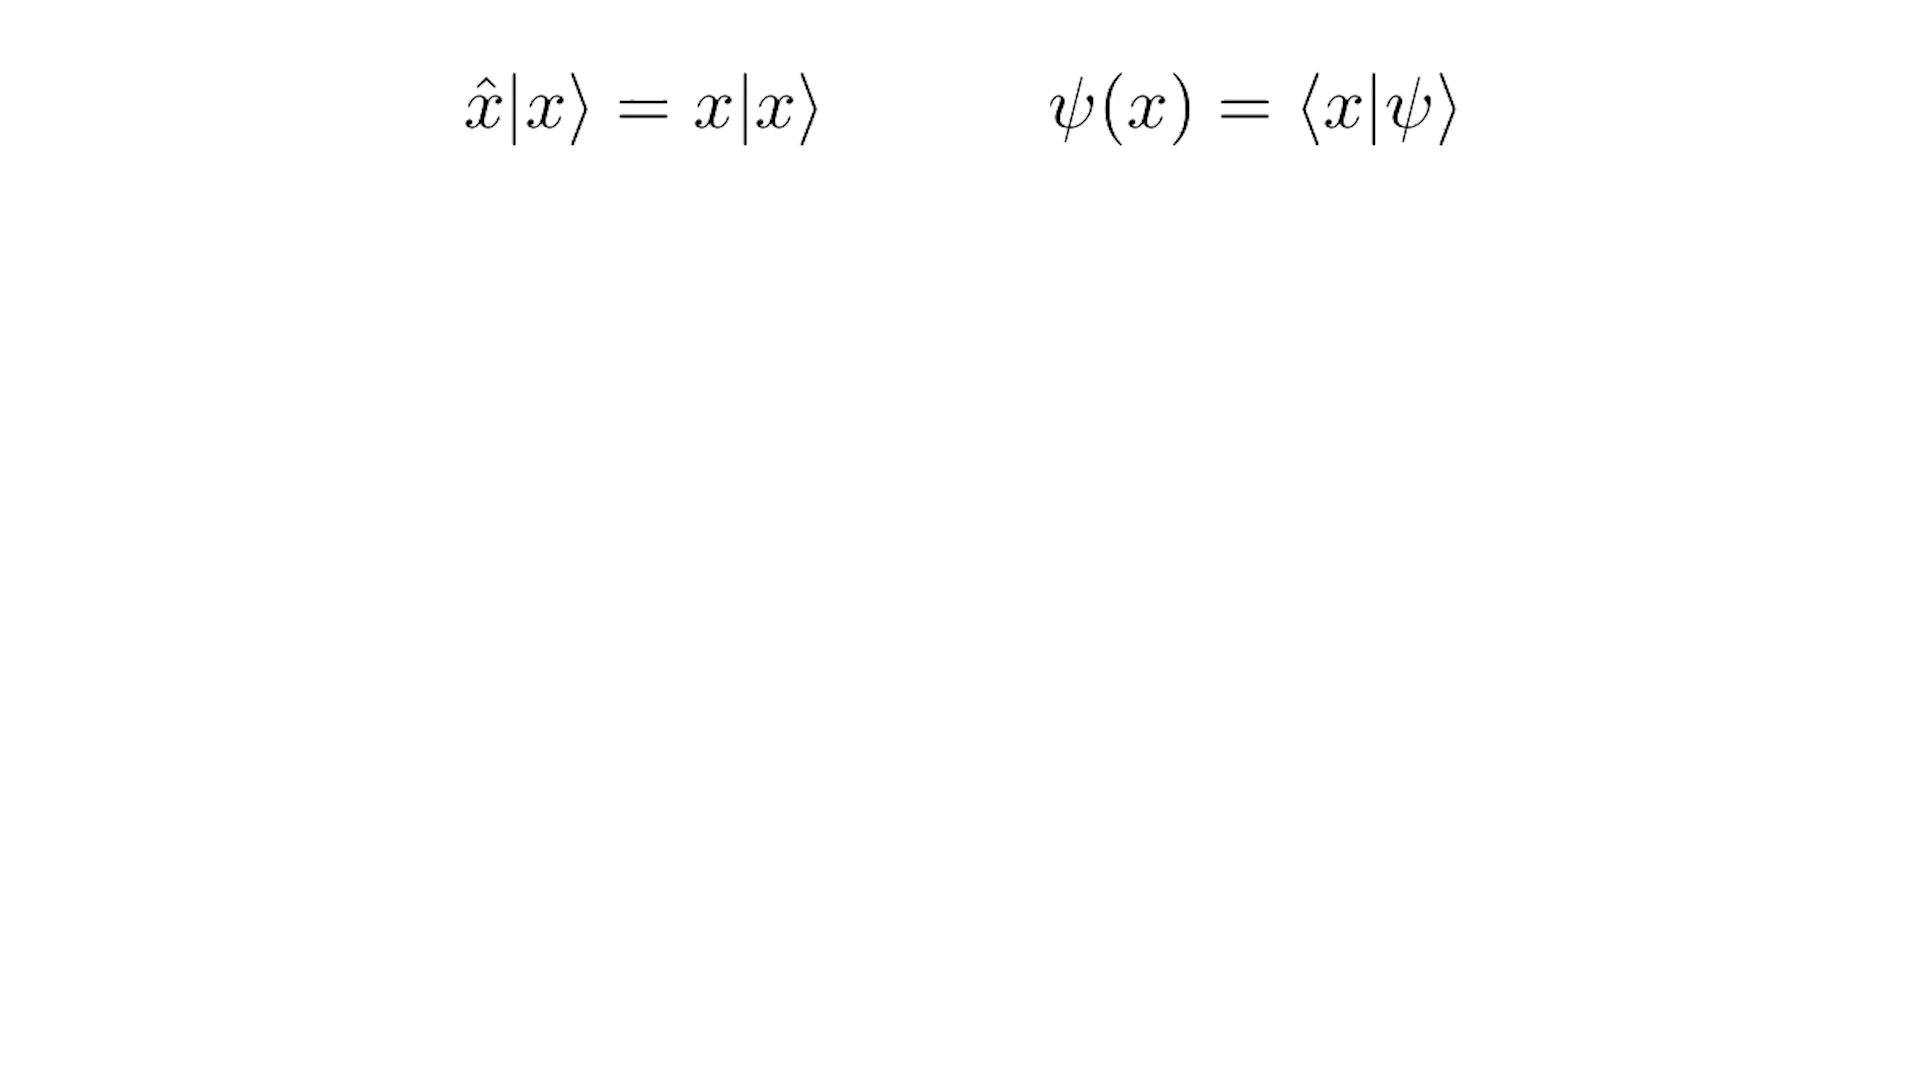 x̂|x⟩ = x|x⟩ ψ(x) = ⟨x|ψ⟩